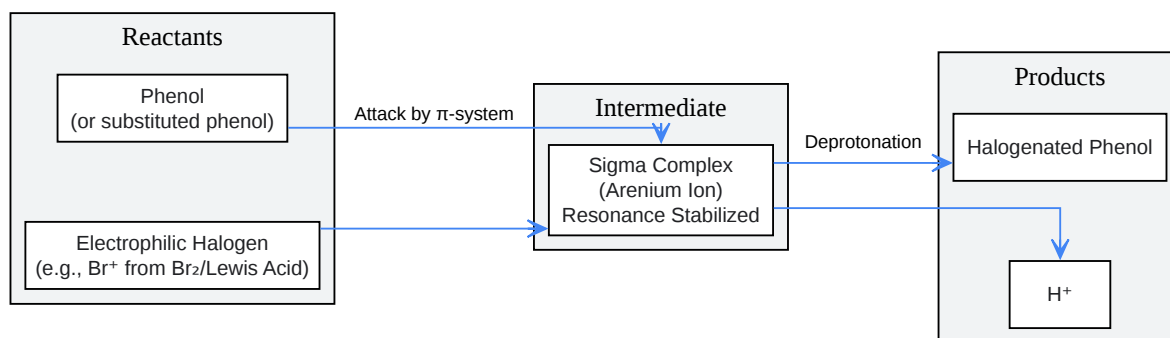 Reactants
Phenol
(or substituted phenol)
Electrophilic Halogen
(e.g., Br⁺ from Br₂/Lewis Acid)
Attack by π-system
Intermediate
Sigma Complex
(Arenium Ion)
Resonance Stabilized
Deprotonation
Products
Halogenated Phenol
H⁺